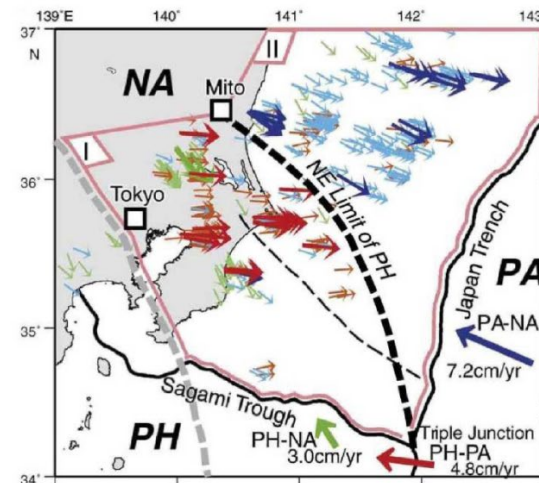 139°E
140°
141°
142°
143
37°
N
II
NA
Mito
I
36°
Tokyo
NE Limit of PH
Japan Trench
PA
PA-NA
35°
7.2cm/yr
Sagami Trough
Triple Junction
PH
PH-NA
PH-PA
3.0cm/yr
4.8cm/yr
34°